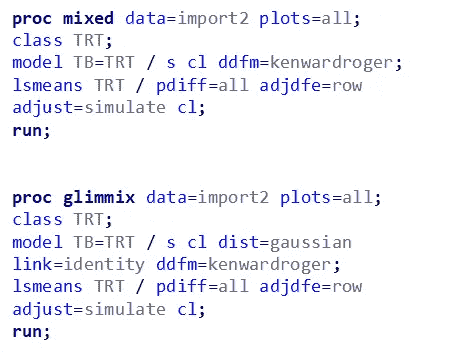 proc mixed data=import2 plots=all;
class TRT;
model TB=TRT / s cl ddfm=kenwardroger;
lsmeans TRT / pdiff=all adjdfe=row
adjust=simulate cl;
run;
proc glimmix data=import2 plots=all;
class TRT;
model TB=TRT / s cl dist=gaussian
link=identity ddfm=kenwardroger;
lsmeans TRT / pdiff=all adjdfe=row
adjust=simulate cl;
run;